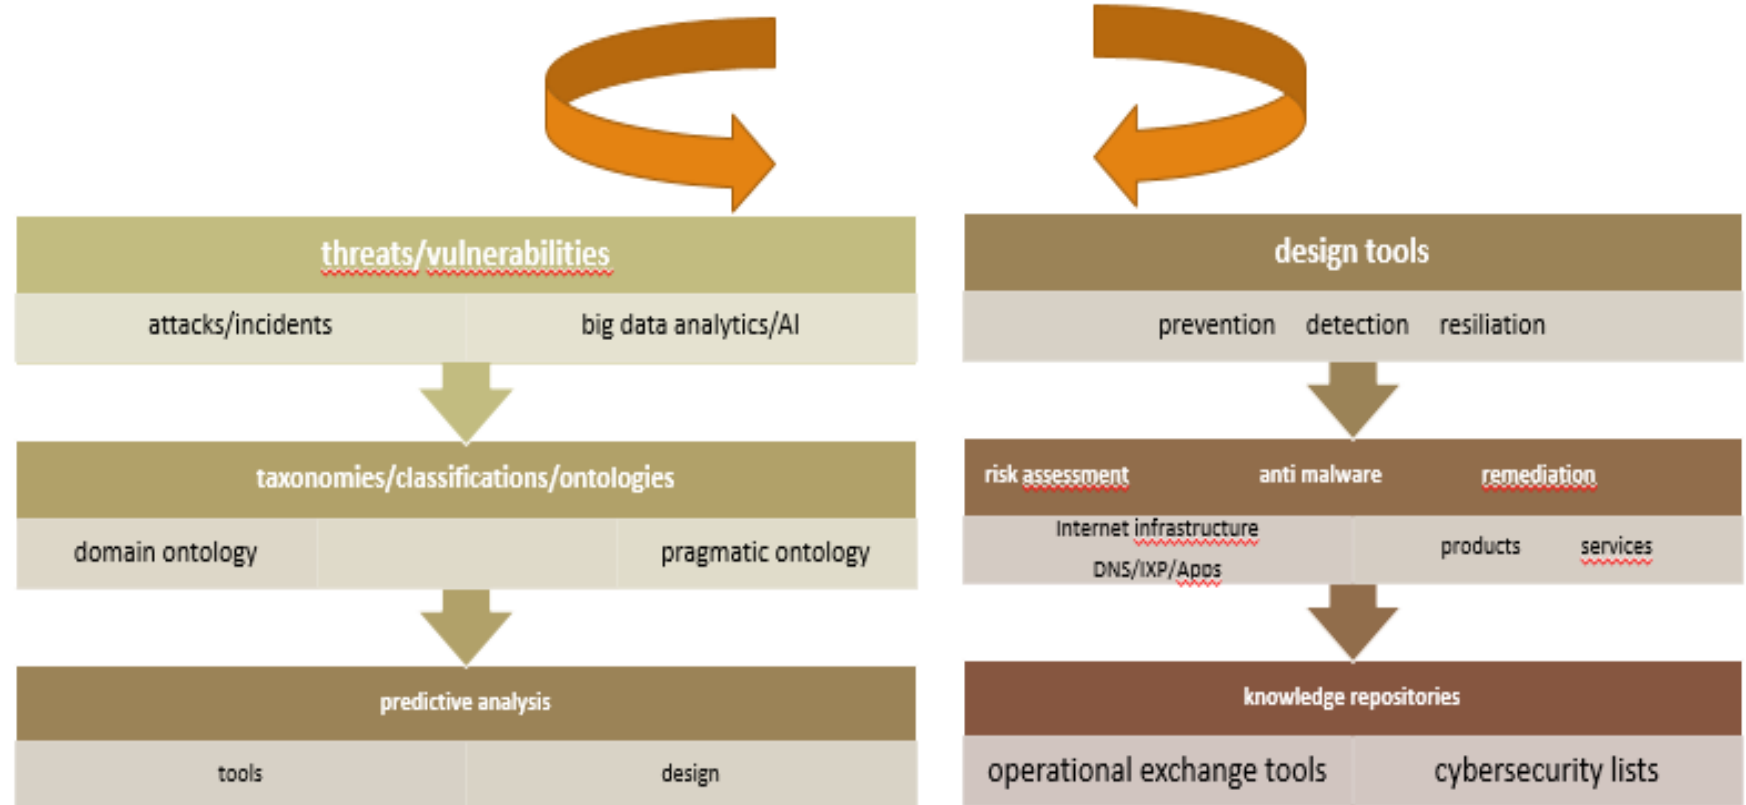 threats/vulnerabilities
attacks/incidents big data analytics/AI
taxonomies/classifications/ontologies
domain ontology pragmatic ontology
predictive analysis
tools design
design tools
prevention detection resiliation
risk assessment anti malware remediation
Internet infrastructure
DNS/IXP/Apps
products services
knowledge repositories
operational exchange tools cybersecurity lists